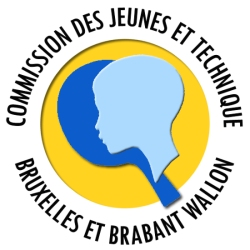 COMMISSION DES JEUNES ET TECHNIQUE
BRUXELLES ET BRABANT WALLON